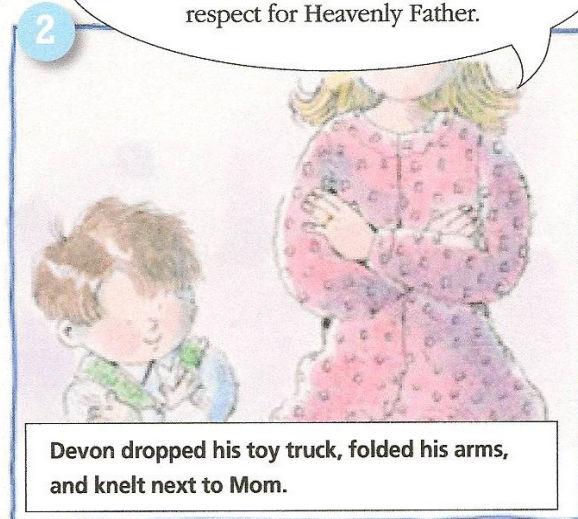 2
respect for Heavenly Father.
Devon dropped his toy truck, folded his arms,
and knelt next to Mom.